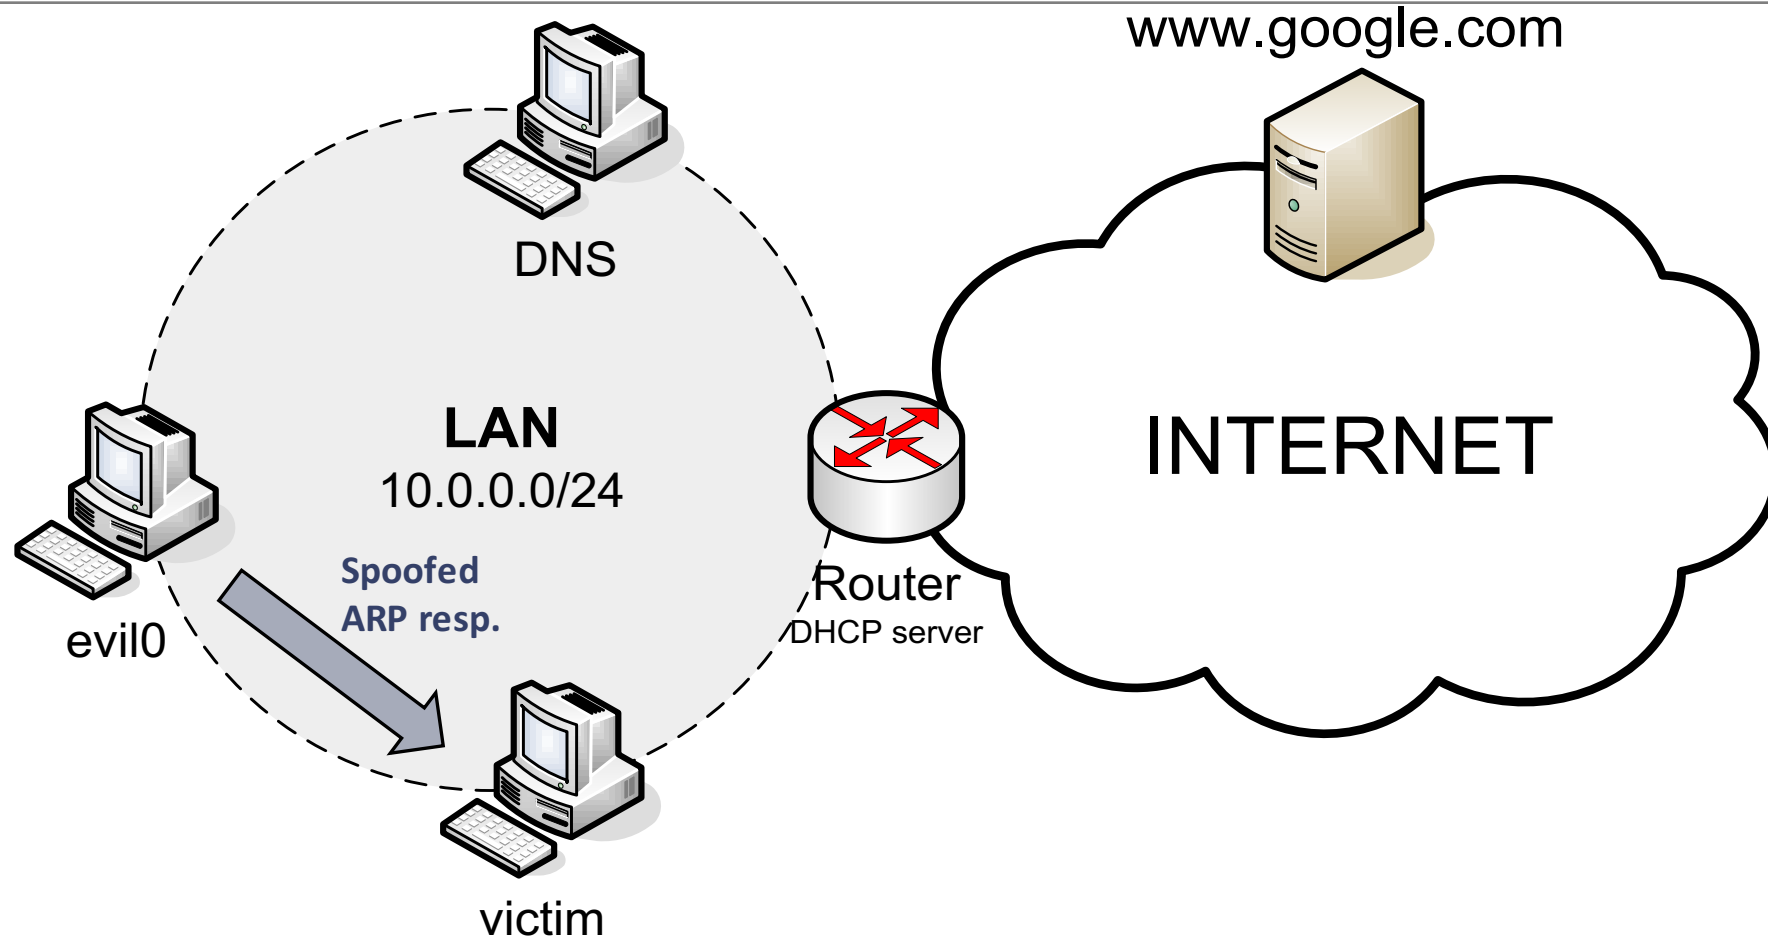 www.google.com
DNS
LAN
10.0.0.0/24
INTERNET
Spoofed
ARP resp.
Router
DHCP server
evil0
victim